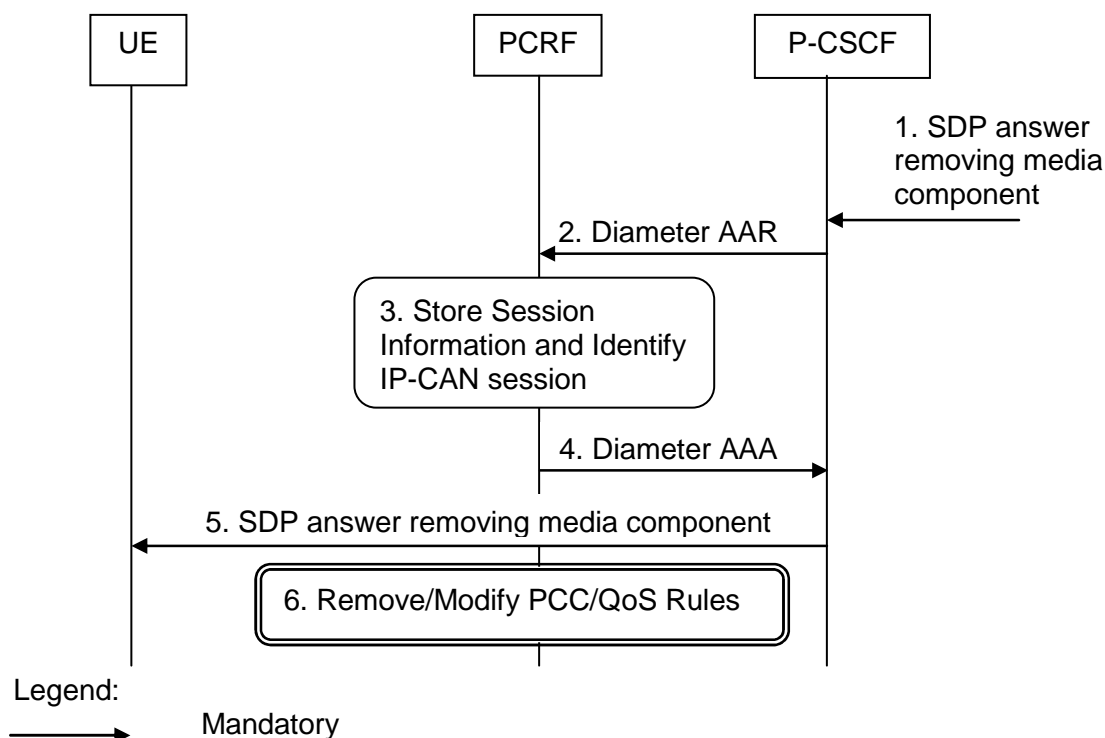 UE
PCRF
P-CSCF
1. SDP answer
removing media
component
2. Diameter AAR
3. Store Session
Information and Identify
IP-CAN session
4. Diameter AAA
5. SDP answer removing media component
6. Remove/Modify PCC/QoS Rules
Legend:
Mandatory